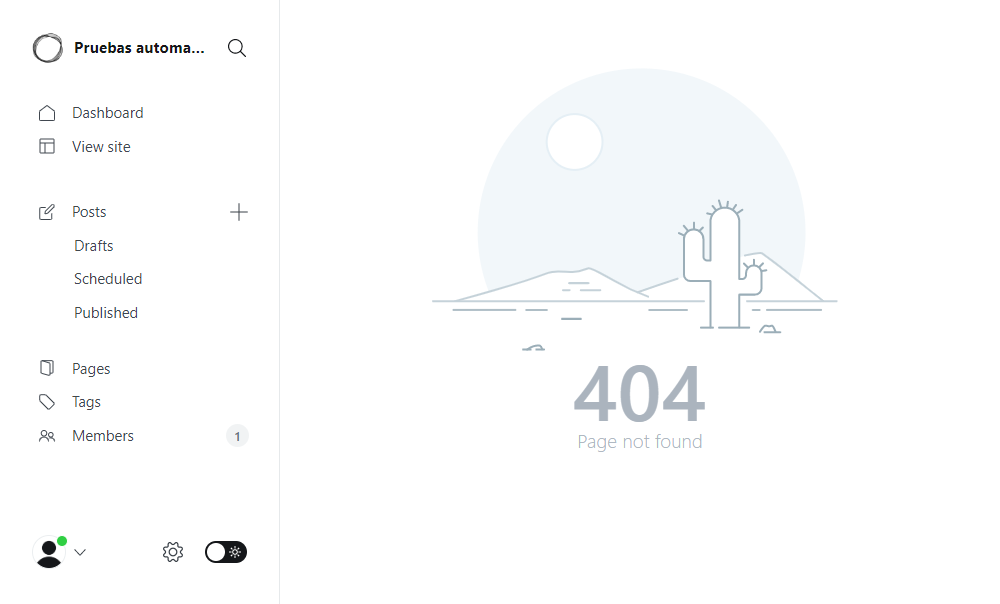 Pruebas automa...
Dashboard
View site
Posts
Drafts
Scheduled
Published
Pages
Tags
Members
1
404
Page not found